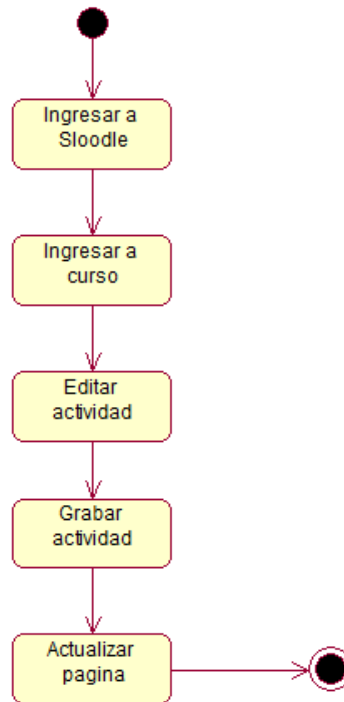 Ingresar a
Sloodle
Ingresar a
curso
Editar
actividad
Grabar
actividad
Actualizar
pagina